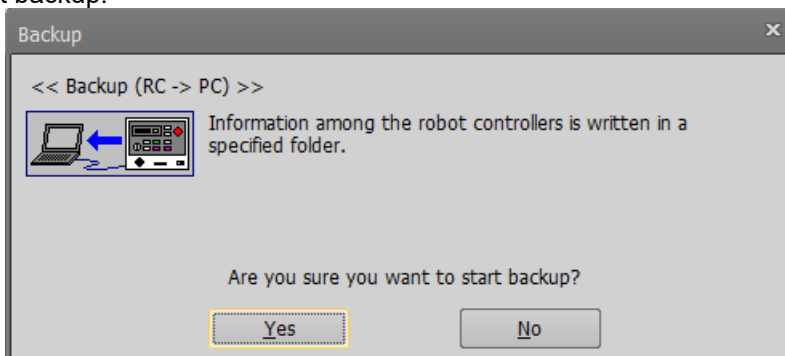 t backup.
Backup
<< Backup (RC -> PC) >>
Information among the robot controllers is written in a
specified folder.
Are you sure you want to start backup?
Yes
No